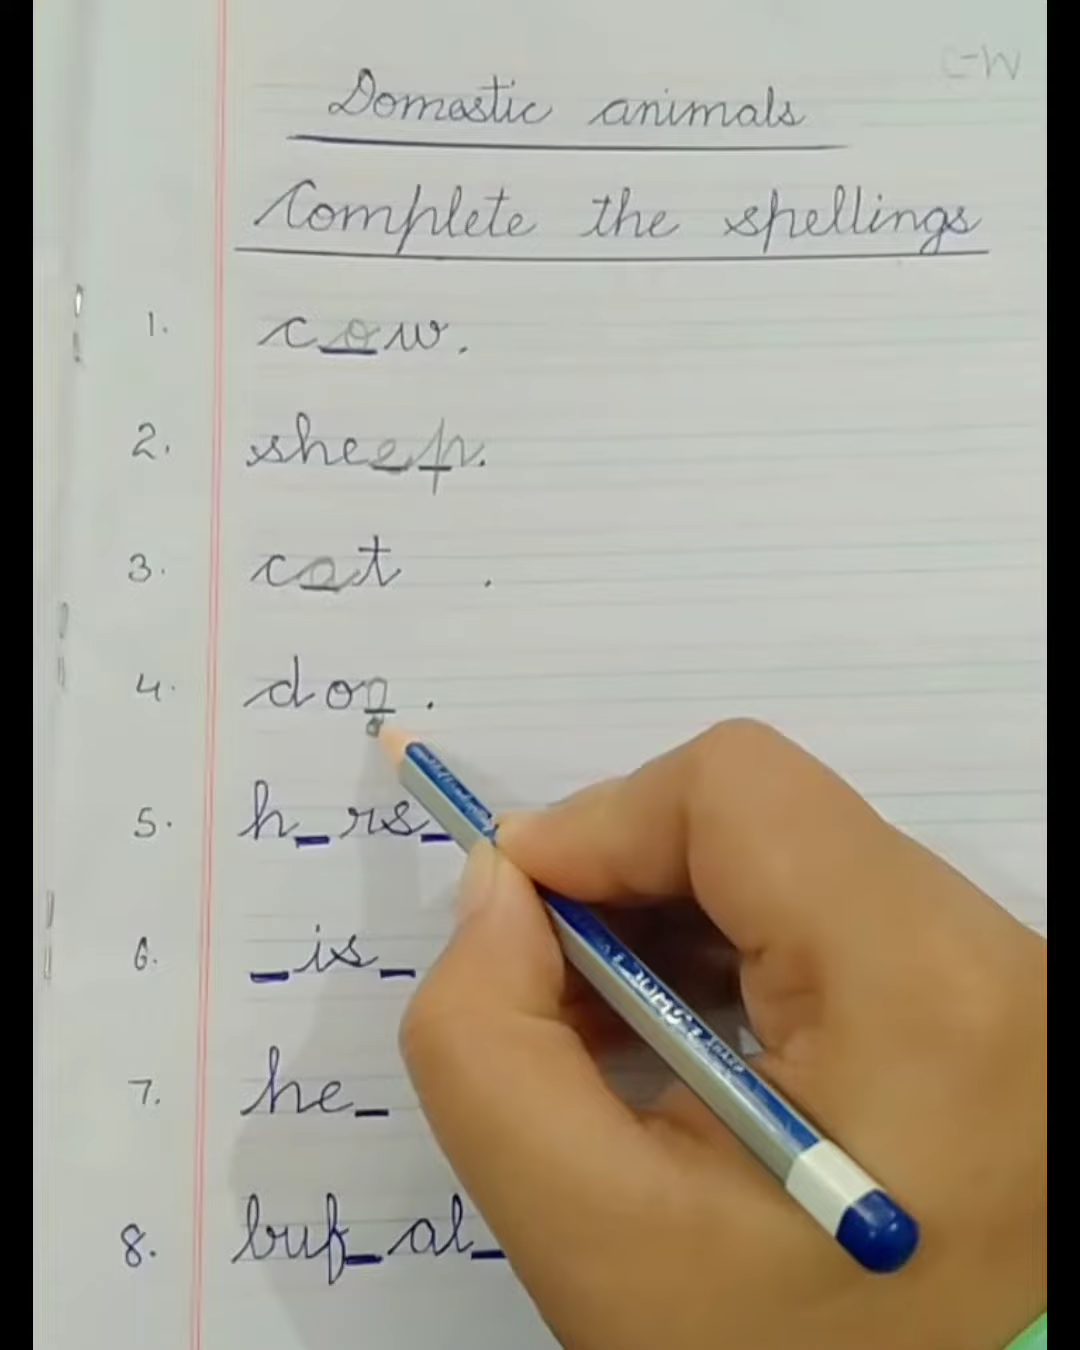 C-W
Domestic animals
Complete the spellings
1. cow.
2. sheep.
3. cat .
4. dog.
5. h_rs_
6. _is_
7. he_
8. buf_al_